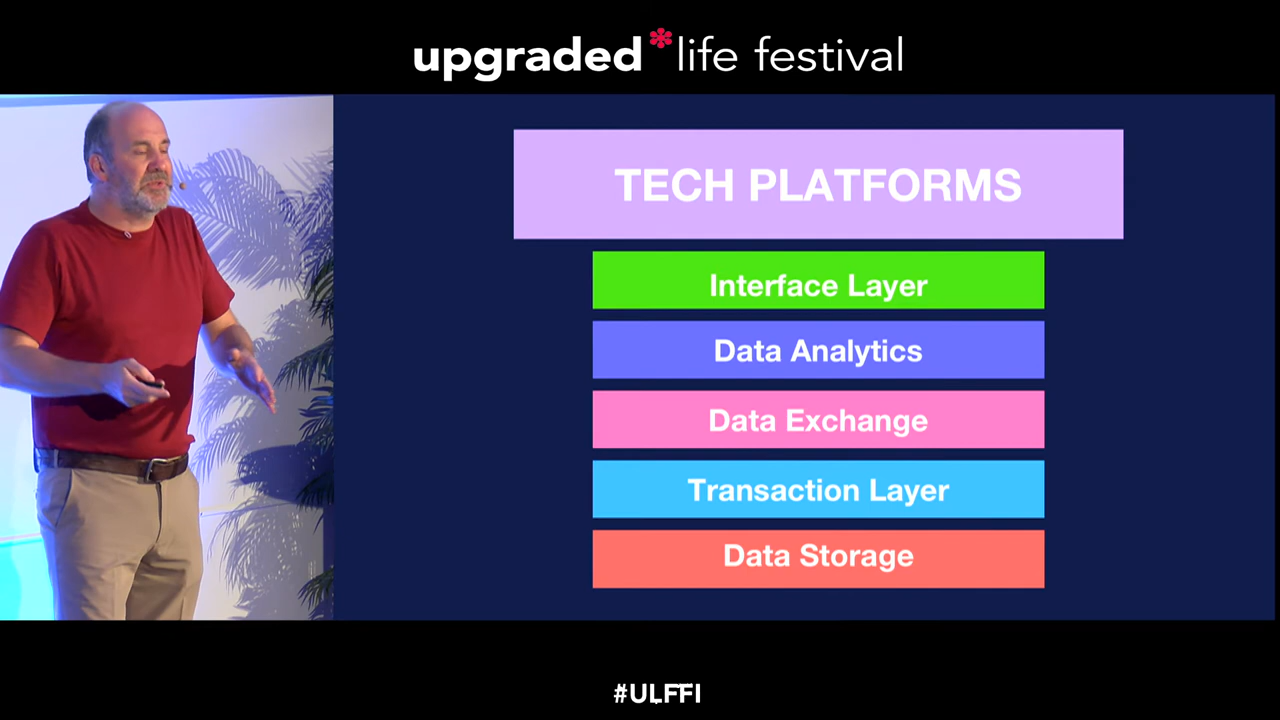 upgraded*life festival
TECH PLATFORMS
Interface Layer
Data Analytics
Data Exchange
Transaction Layer
Data Storage
#ULFFI